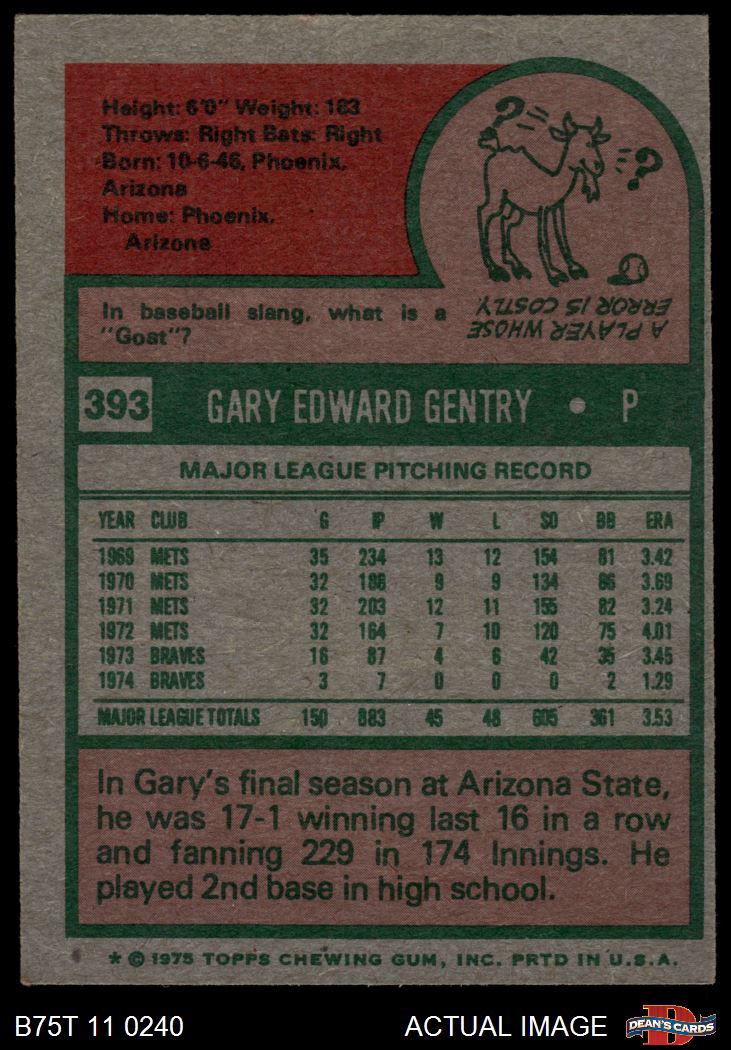 Height: 6'0" Weight: 183
Throws: Right Bats: Right
Born: 10-6-46, Phoenix,
Arizona
Home: Phoenix,
Arizona
? ?
In baseball slang, what is a
"Goat"?
A PLAYER WHOSE
ERROR IS COSTLY.
393 GARY EDWARD GENTRY • P
MAJOR LEAGUE PITCHING RECORD
YEAR CLUB G IP W L SO BB ERA
1969 METS 35 234 13 12 154 81 3.42
1970 METS 32 188 9 9 134 86 3.69
1971 METS 32 203 12 11 155 82 3.24
1972 METS 32 164 7 10 120 75 4.01
1973 BRAVES 16 87 4 6 42 35 3.45
1974 BRAVES 3 7 0 0 0 2 1.29
MAJOR LEAGUE TOTALS 150 883 45 48 605 361 3.53
In Gary's final season at Arizona State,
he was 17-1 winning last 16 in a row
and fanning 229 in 174 Innings. He
played 2nd base in high school.
* © 1975 TOPPS CHEWING GUM, INC. PRTD IN U.S.A.
B75T 11 0240 ACTUAL IMAGE D DEAN'S CARDS